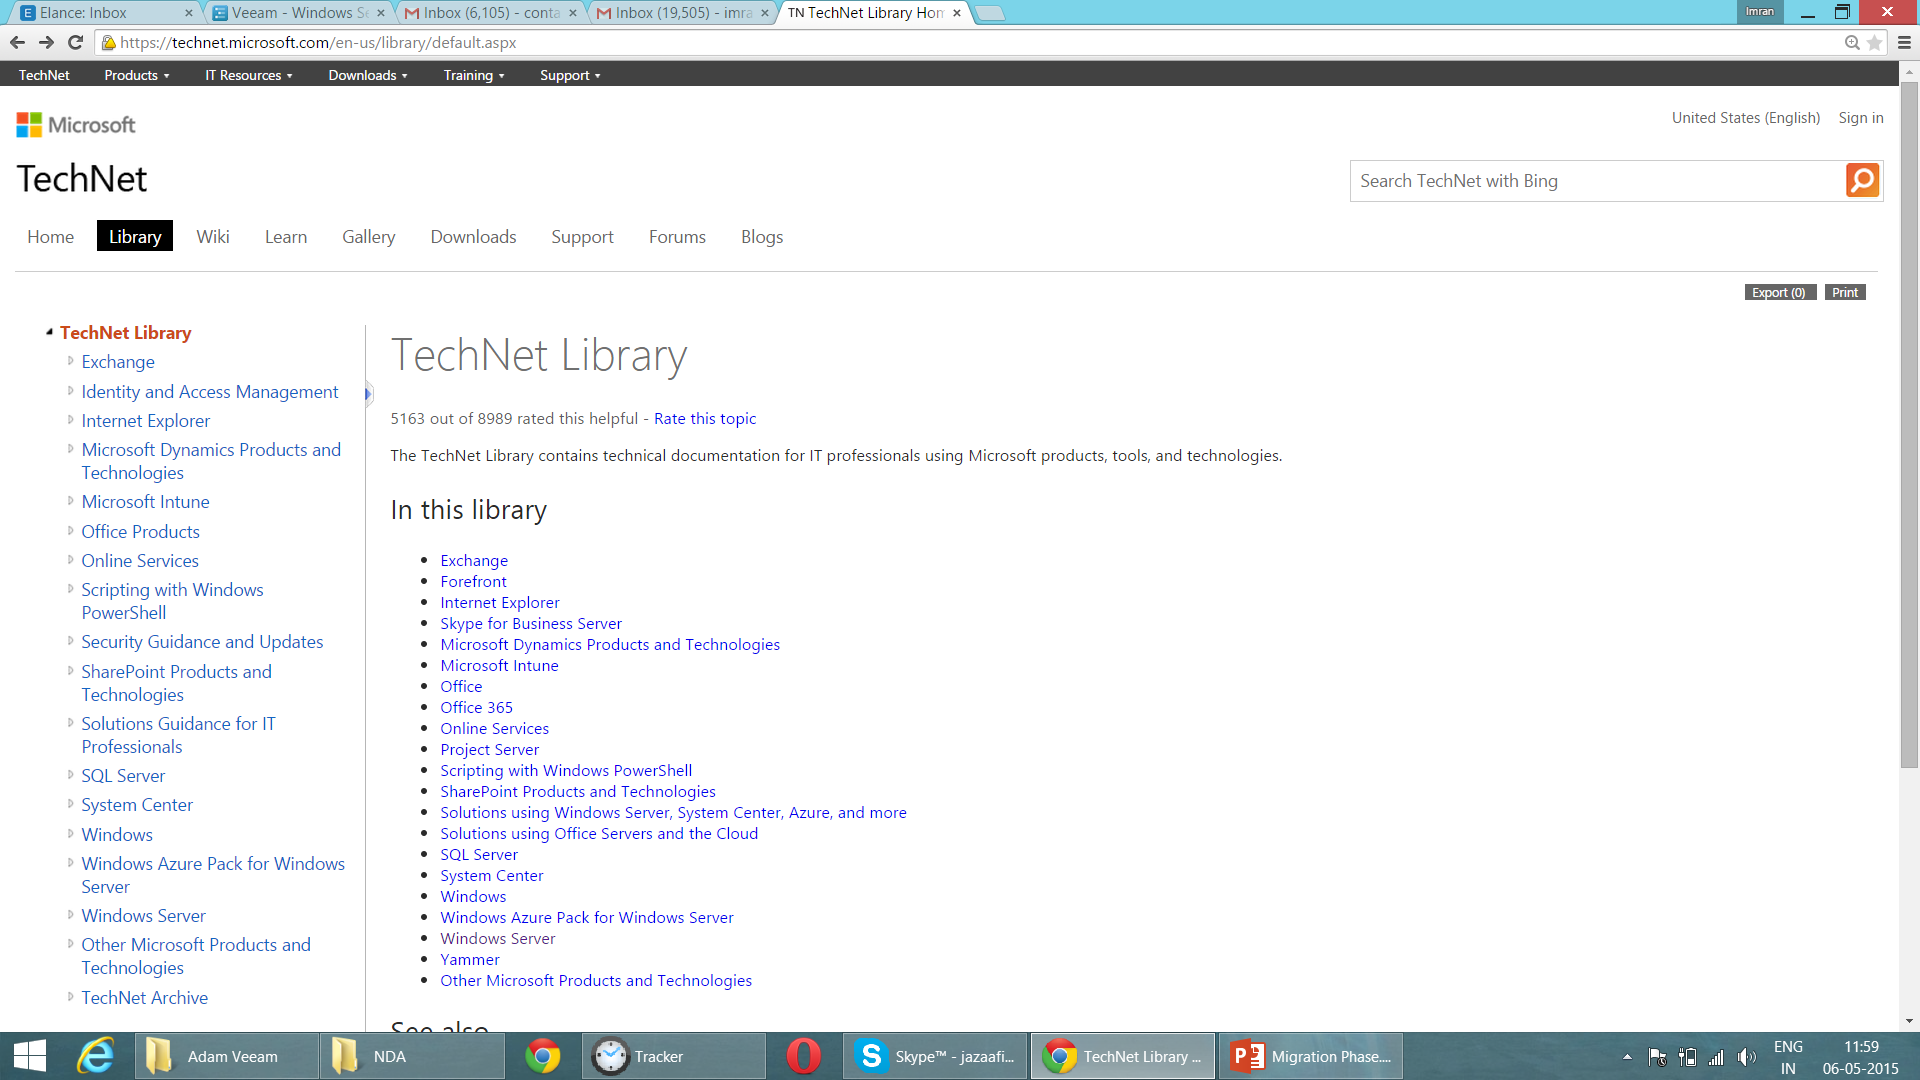 Elance: Inbox
Veeam - Windows Se
Inbox (6,105) - conta
Inbox (19,505) - imra
TN TechNet Library Hom
Imran
https://technet.microsoft.com/en-us/library/default.aspx
TechNet
Products
IT Resources
Downloads
Training
Support
Microsoft
United States (English)
Sign in
TechNet
Search TechNet with Bing
Home
Library
Wiki
Learn
Gallery
Downloads
Support
Forums
Blogs
Export (0)
Print
TechNet Library
Exchange
Identity and Access Management
Internet Explorer
Microsoft Dynamics Products and
Technologies
Microsoft Intune
Office Products
Online Services
Scripting with Windows
PowerShell
Security Guidance and Updates
SharePoint Products and
Technologies
Solutions Guidance for IT
Professionals
SQL Server
System Center
Windows
Windows Azure Pack for Windows
Server
Windows Server
Other Microsoft Products and
Technologies
TechNet Archive
TechNet Library
5163 out of 8989 rated this helpful - Rate this topic
The TechNet Library contains technical documentation for IT professionals using Microsoft products, tools, and technologies.
In this library
Exchange
Forefront
Internet Explorer
Skype for Business Server
Microsoft Dynamics Products and Technologies
Microsoft Intune
Office
Office 365
Online Services
Project Server
Scripting with Windows PowerShell
SharePoint Products and Technologies
Solutions using Windows Server, System Center, Azure, and more
Solutions using Office Servers and the Cloud
SQL Server
System Center
Windows
Windows Azure Pack for Windows Server
Windows Server
Yammer
Other Microsoft Products and Technologies
See also
Adam Veeam
NDA
Tracker
Skype™ - jazaafi...
TechNet Library ...
Migration Phase....
ENG
IN
11:59
06-05-2015